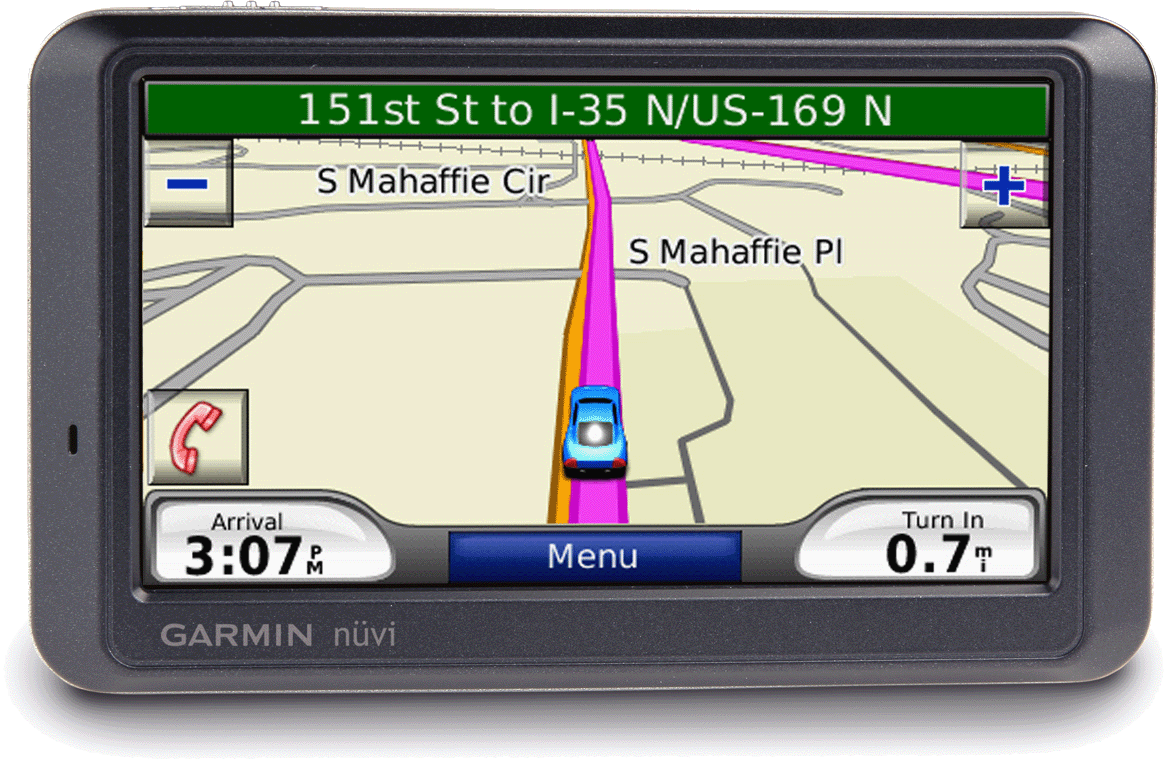 151st St to I-35 N/US-169 N
S Mahaffie Cir
S Mahaffie Pl
Arrival
3:07 PM
Menu
Turn In
0.7 mi
GARMIN nüvi